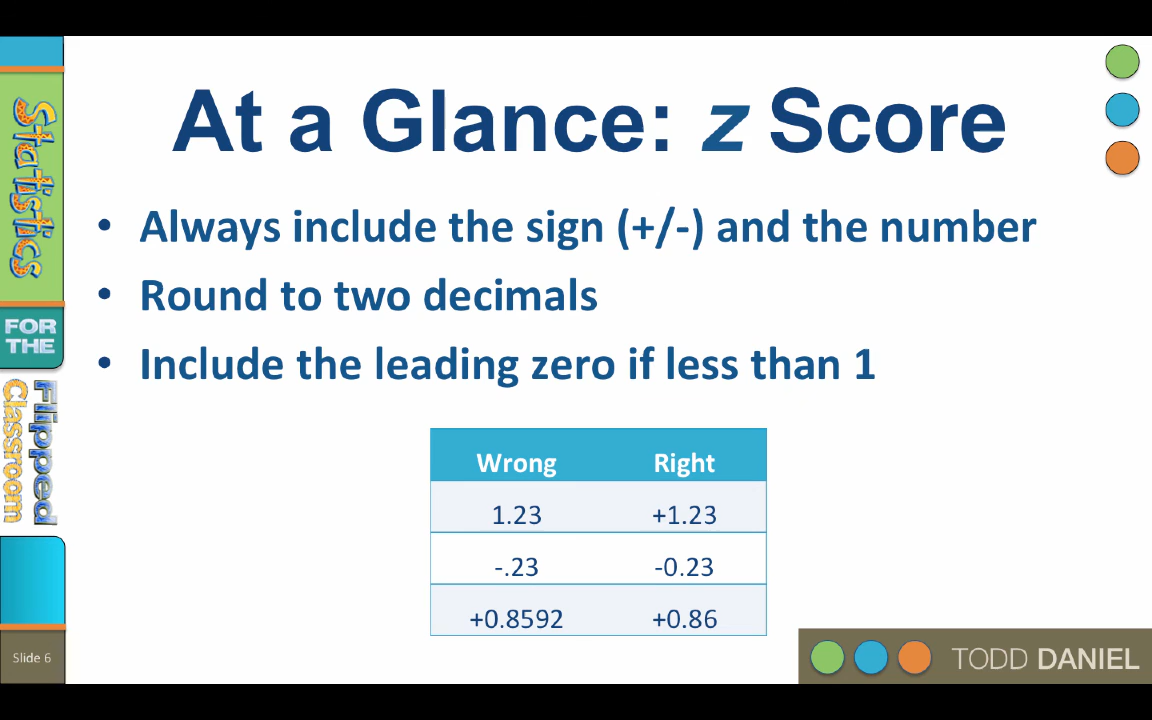 At a Glance: z Score
• Always include the sign (+/-) and the number
• Round to two decimals
• Include the leading zero if less than 1
Wrong Right
1.23 +1.23
-.23 -0.23
+0.8592 +0.86
Statistics
FOR
THE
Flipped
Classroom
Slide 6
TODD DANIEL